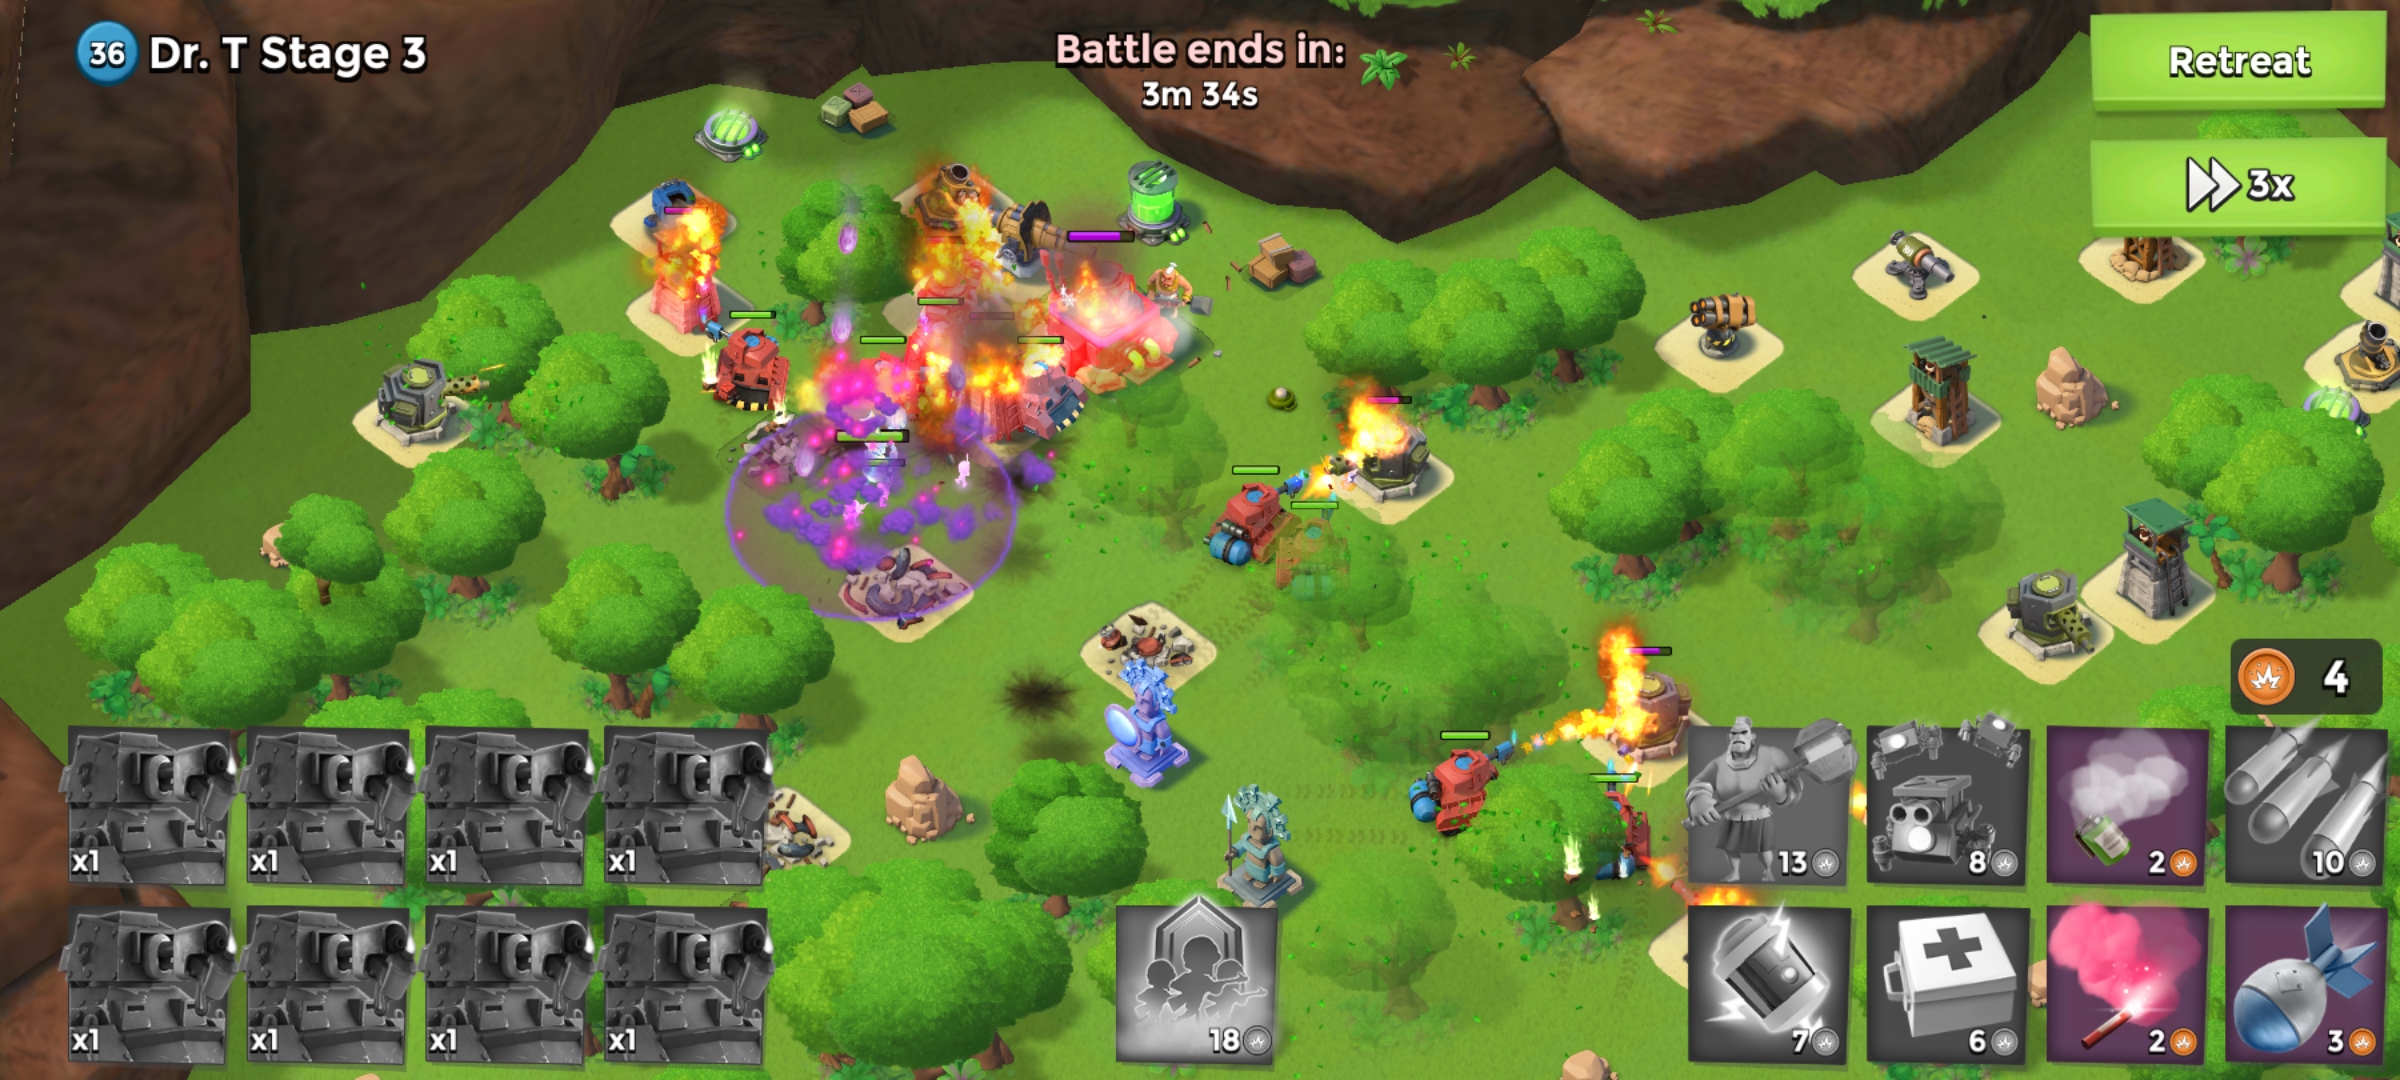 36 Dr. T Stage 3
Battle ends in:
3m 34s
Retreat
3x
4
13
8
2
10
x1
x1
x1
x1
7
6
2
3
x1
x1
x1
x1
18